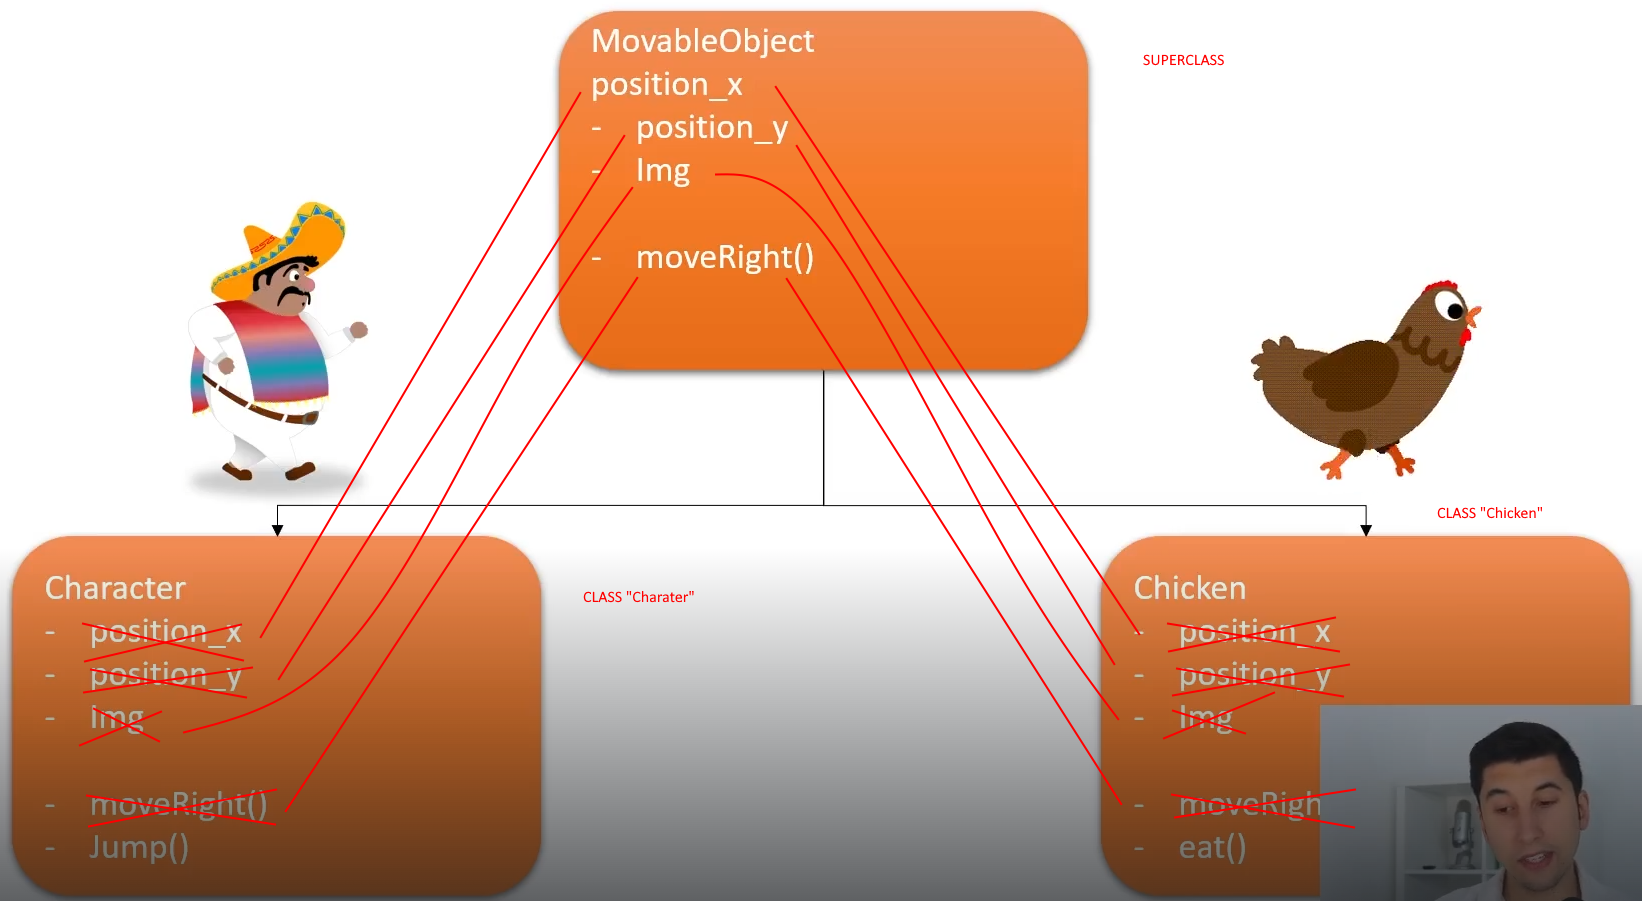 MovableObject
position_x
- position_y
- Img
- moveRight()
SUPERCLASS
CLASS "Chicken"
Character
- position_x
- position_y
- Img
- moveRight()
- Jump()
CLASS "Charater"
Chicken
- position_x
- position_y
- Img
- moveRigh
- eat()